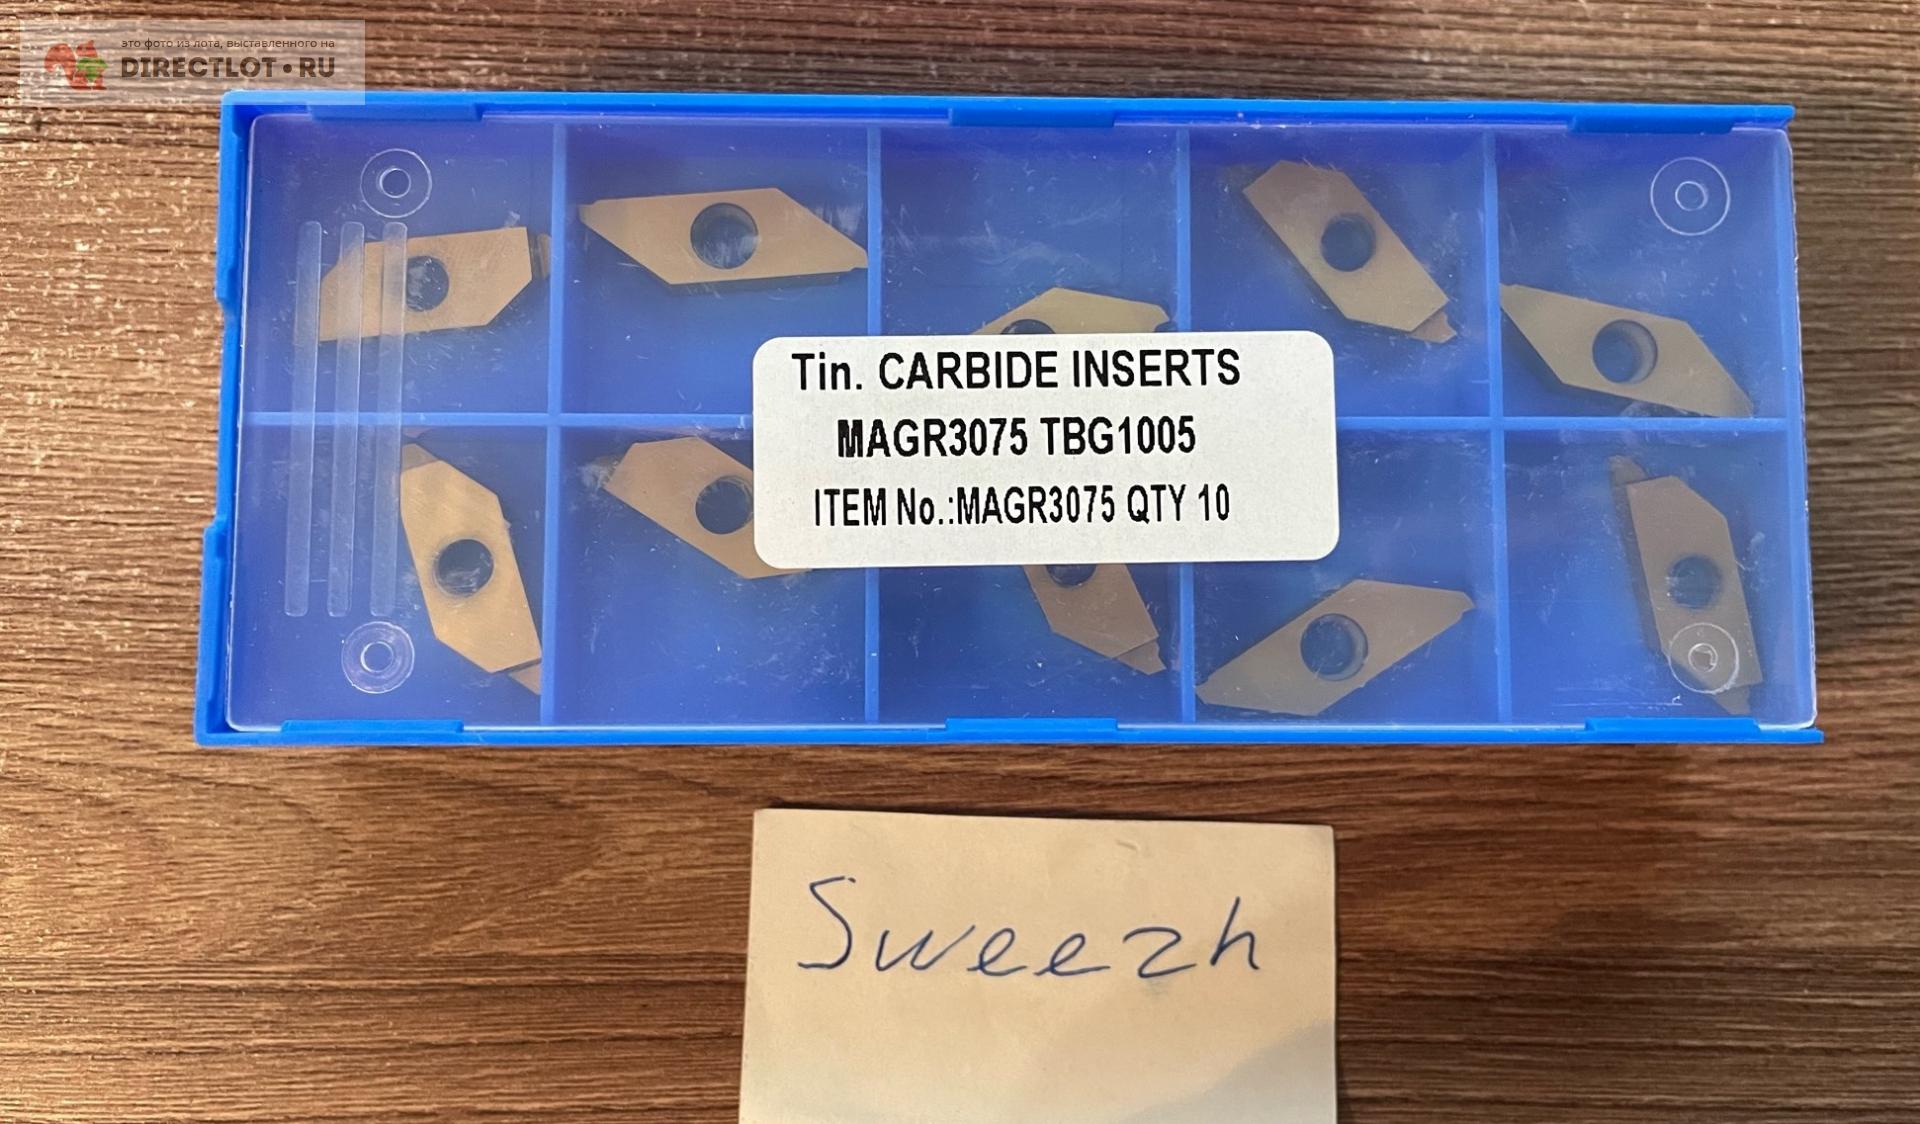 это фото из лота, выставленного на
DIRECTLOT•RU
Tin. CARBIDE INSERTS
MAGR3075 TBG1005
ITEM No.:MAGR3075 QTY 10
Sweezh